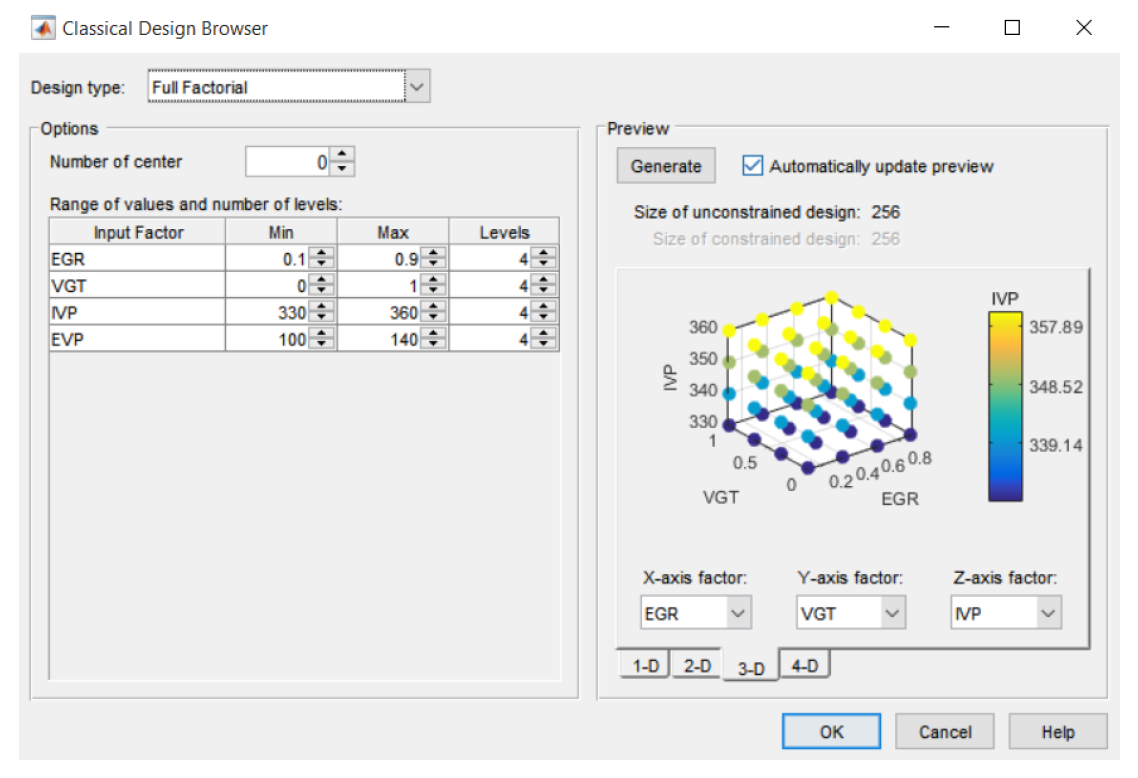 Classical Design Browser
Design type: Full Factorial
Options
Number of center 0
Range of values and number of levels:
Input Factor Min Max Levels
EGR 0.1 0.9 4
VGT 0 1 4
IVP 330 360 4
EVP 100 140 4
Preview
Generate Automatically update preview
Size of unconstrained design: 256
Size of constrained design: 256
IVP
360
350
340
330
IVP
1
0.5
0
VGT
0.2
0.4
0.6
0.8
EGR
357.89
348.52
339.14
X-axis factor: Y-axis factor: Z-axis factor:
EGR VGT IVP
1-D 2-D 3-D 4-D
OK Cancel Help